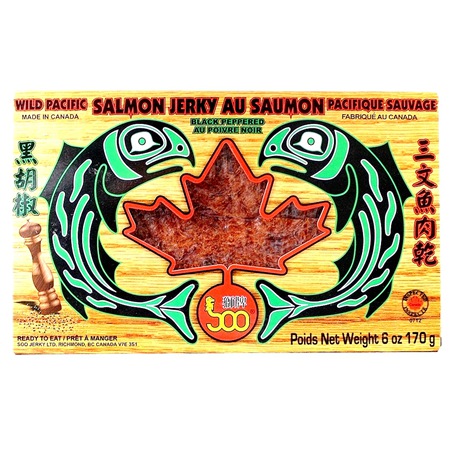 WILD PACIFIC SALMON JERKY AU SAUMON PACIFIQUE SAUVAGE
MADE IN CANADA
BLACK PEPPERED
AU POIVRE NOIR
FABRIQUÉ AU CANADA
黑胡椒
三文魚肉乾
SOO
READY TO EAT / PRÊT À MANGER
SOO JERKY LTD. RICHMOND, BC CANADA V7E 3S1
Poids Net Weight 6 oz 170 g